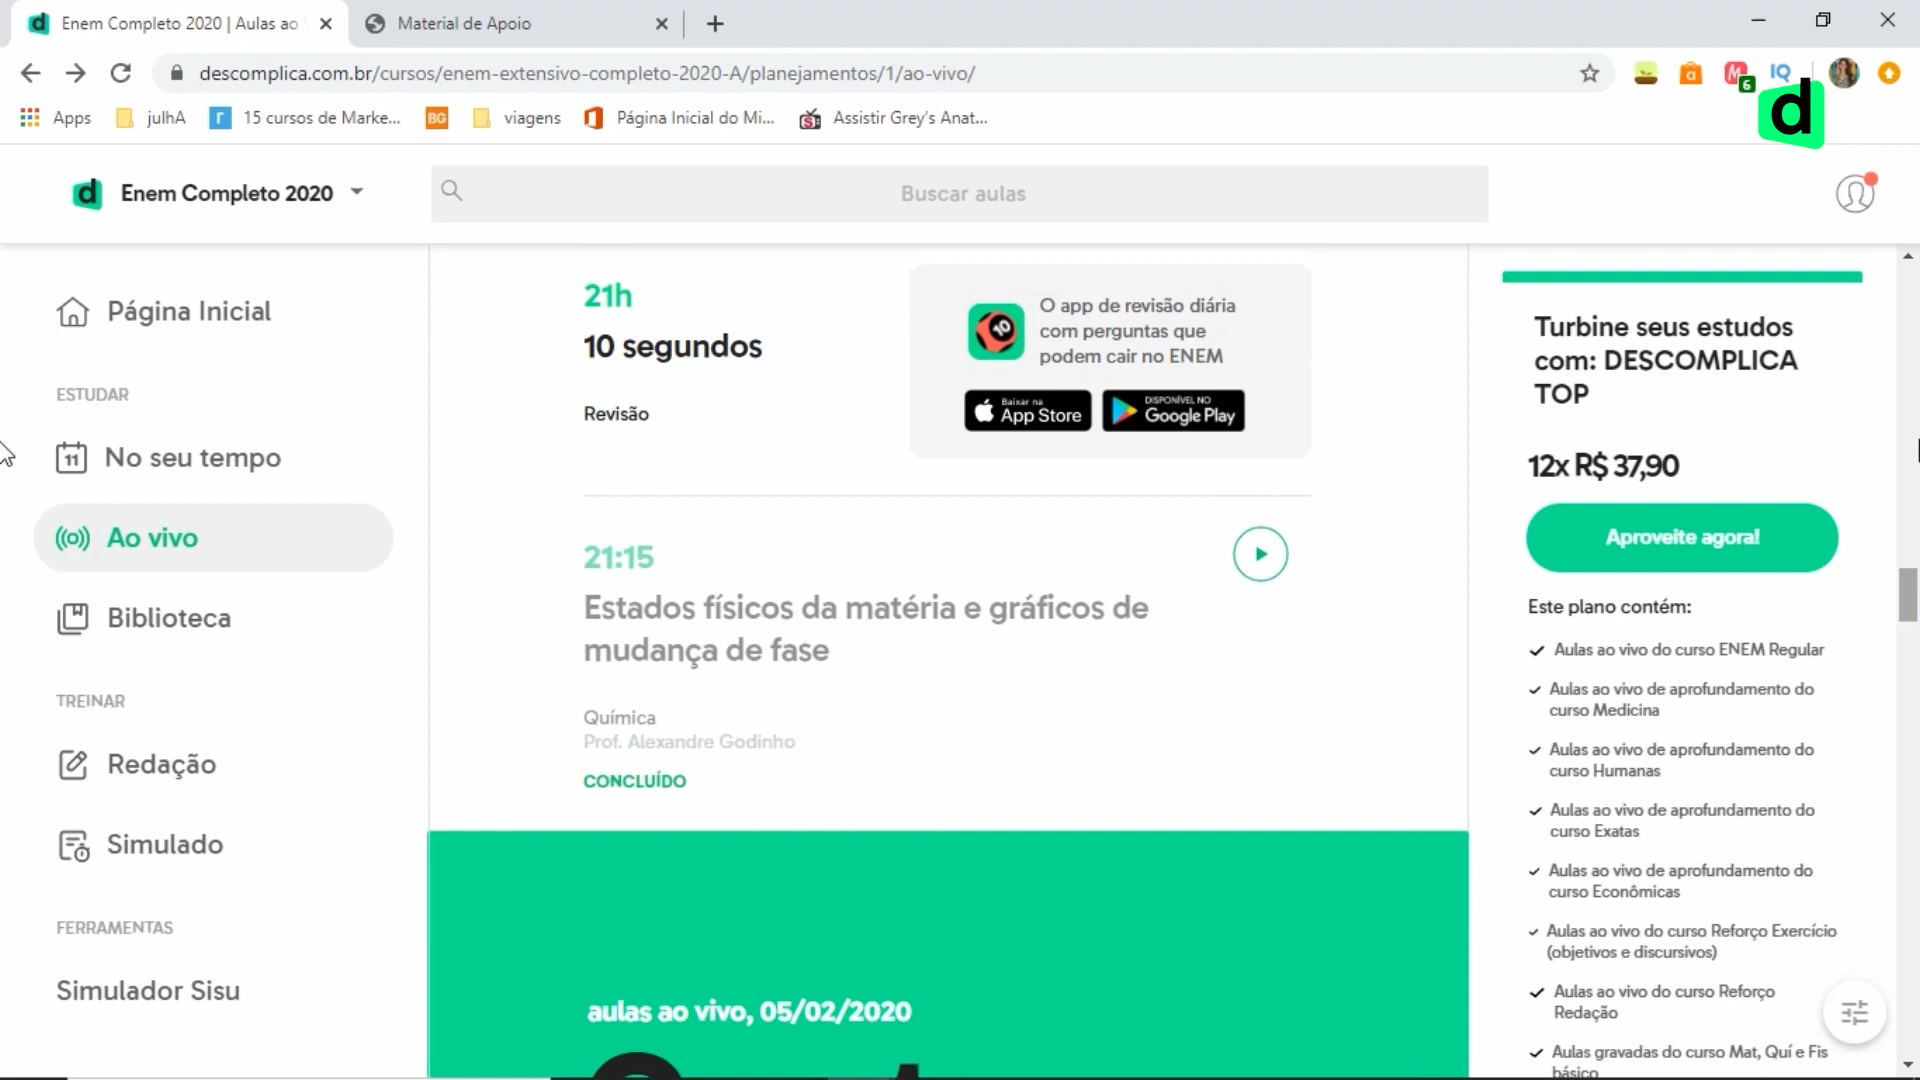 Enem Completo 2020 | Aulas ao
Material de Apoio
descomplica.com.br/cursos/enem-extensivo-completo-2020-A/planejamentos/1/ao-vivo/
6
IQ
Apps
julhA
15 cursos de Marke...
BG
viagens
Página Inicial do Mi...
Assistir Grey's Anat...
d
d
Enem Completo 2020
Buscar aulas
Página Inicial
ESTUDAR
11
No seu tempo
Ao vivo
Biblioteca
TREINAR
Redação
Simulado
FERRAMENTAS
Simulador Sisu
21h
10 segundos
Revisão
10
O app de revisão diária
com perguntas que
podem cair no ENEM
Baixar na
App Store
DISPONÍVEL NO
Google Play
21:15
Estados físicos da matéria e gráficos de
mudança de fase
Química
Prof. Alexandre Godinho
CONCLUÍDO
aulas ao vivo, 05/02/2020
Turbine seus estudos
com: DESCOMPLICA
TOP
12x R$ 37,90
Aproveite agora!
Este plano contém:
Aulas ao vivo do curso ENEM Regular
Aulas ao vivo de aprofundamento do
curso Medicina
Aulas ao vivo de aprofundamento do
curso Humanas
Aulas ao vivo de aprofundamento do
curso Exatas
Aulas ao vivo de aprofundamento do
curso Econômicas
Aulas ao vivo do curso Reforço Exercício
(objetivos e discursivos)
Aulas ao vivo do curso Reforço
Redação
Aulas gravadas do curso Mat, Quí e Fis
básico